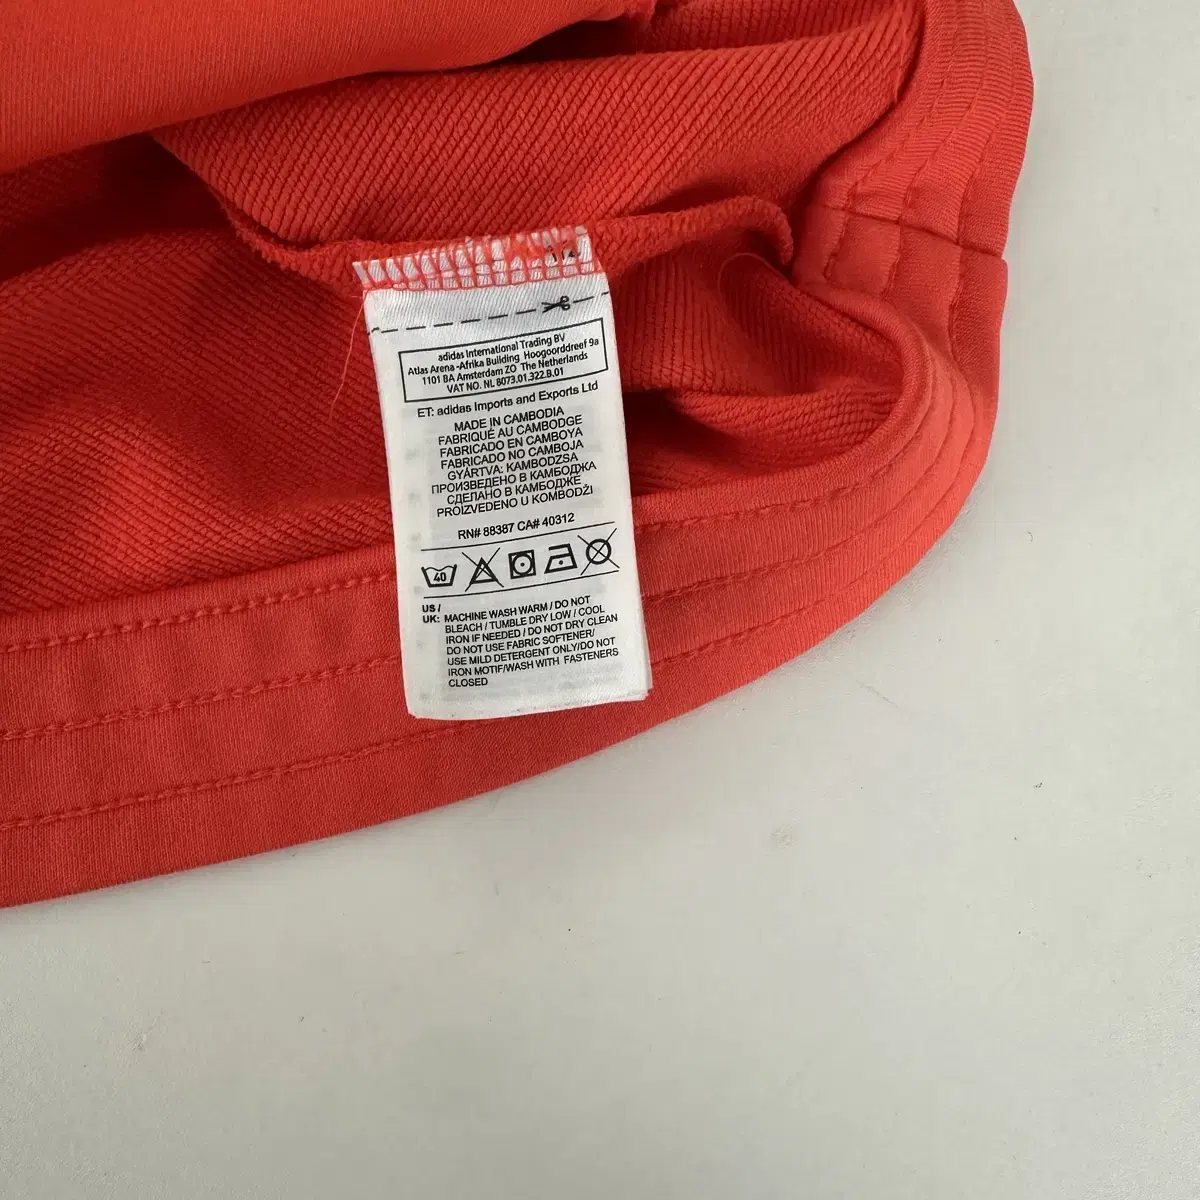 adidas International Trading BV
Atlas Arena -Afrika Building Hoogoorddreef 9a
1101 BA Amsterdam ZO The Netherlands
VAT NO. NL 8073.01.322.B.01
ET: adidas Imports and Exports Ltd
MADE IN CAMBODIA
FABRIQUÉ AU CAMBODGE
FABRICADO EN CAMBOYA
FABRICADO NO CAMBOJA
GYÁRTVA: KAMBODZSA
ПРОИЗВЕДЕНО В КАМБОДЖА
СДЕЛАНО В КАМБОДЖЕ
PROIZVEDENO U KOMBODŽI
RN# 88387 CA# 40312
40
US /
UK: MACHINE WASH WARM / DO NOT
BLEACH / TUMBLE DRY LOW / COOL
IRON IF NEEDED / DO NOT DRY CLEAN
DO NOT USE FABRIC SOFTENER/
USE MILD DETERGENT ONLY/DO NOT
IRON MOTIF/WASH WITH FASTENERS
CLOSED